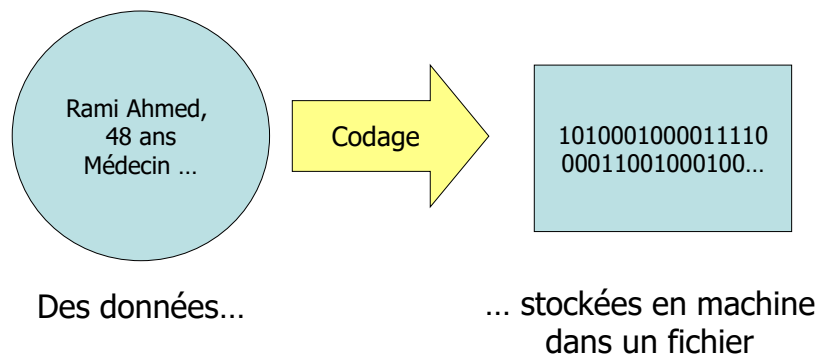 Rami Ahmed,
48 ans
Médecin …
Codage
1010001000011110
00011001000100…
Des données…
… stockées en machine
dans un fichier